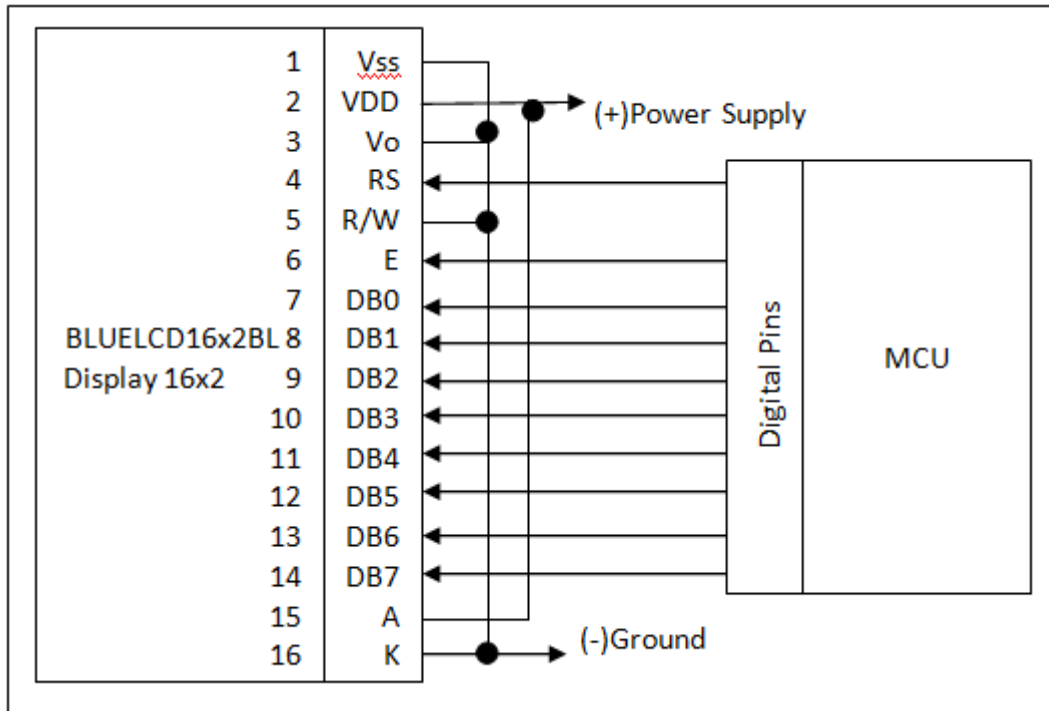 1 Vss
2 VDD
(+)Power Supply
3 Vo
4 RS
5 R/W
6 E
7 DB0
BLUELCD16x2BL 8 DB1
Display 16x2 9 DB2
10 DB3
11 DB4
12 DB5
13 DB6
14 DB7
15 A
16 K
(-)Ground
Digital Pins
MCU